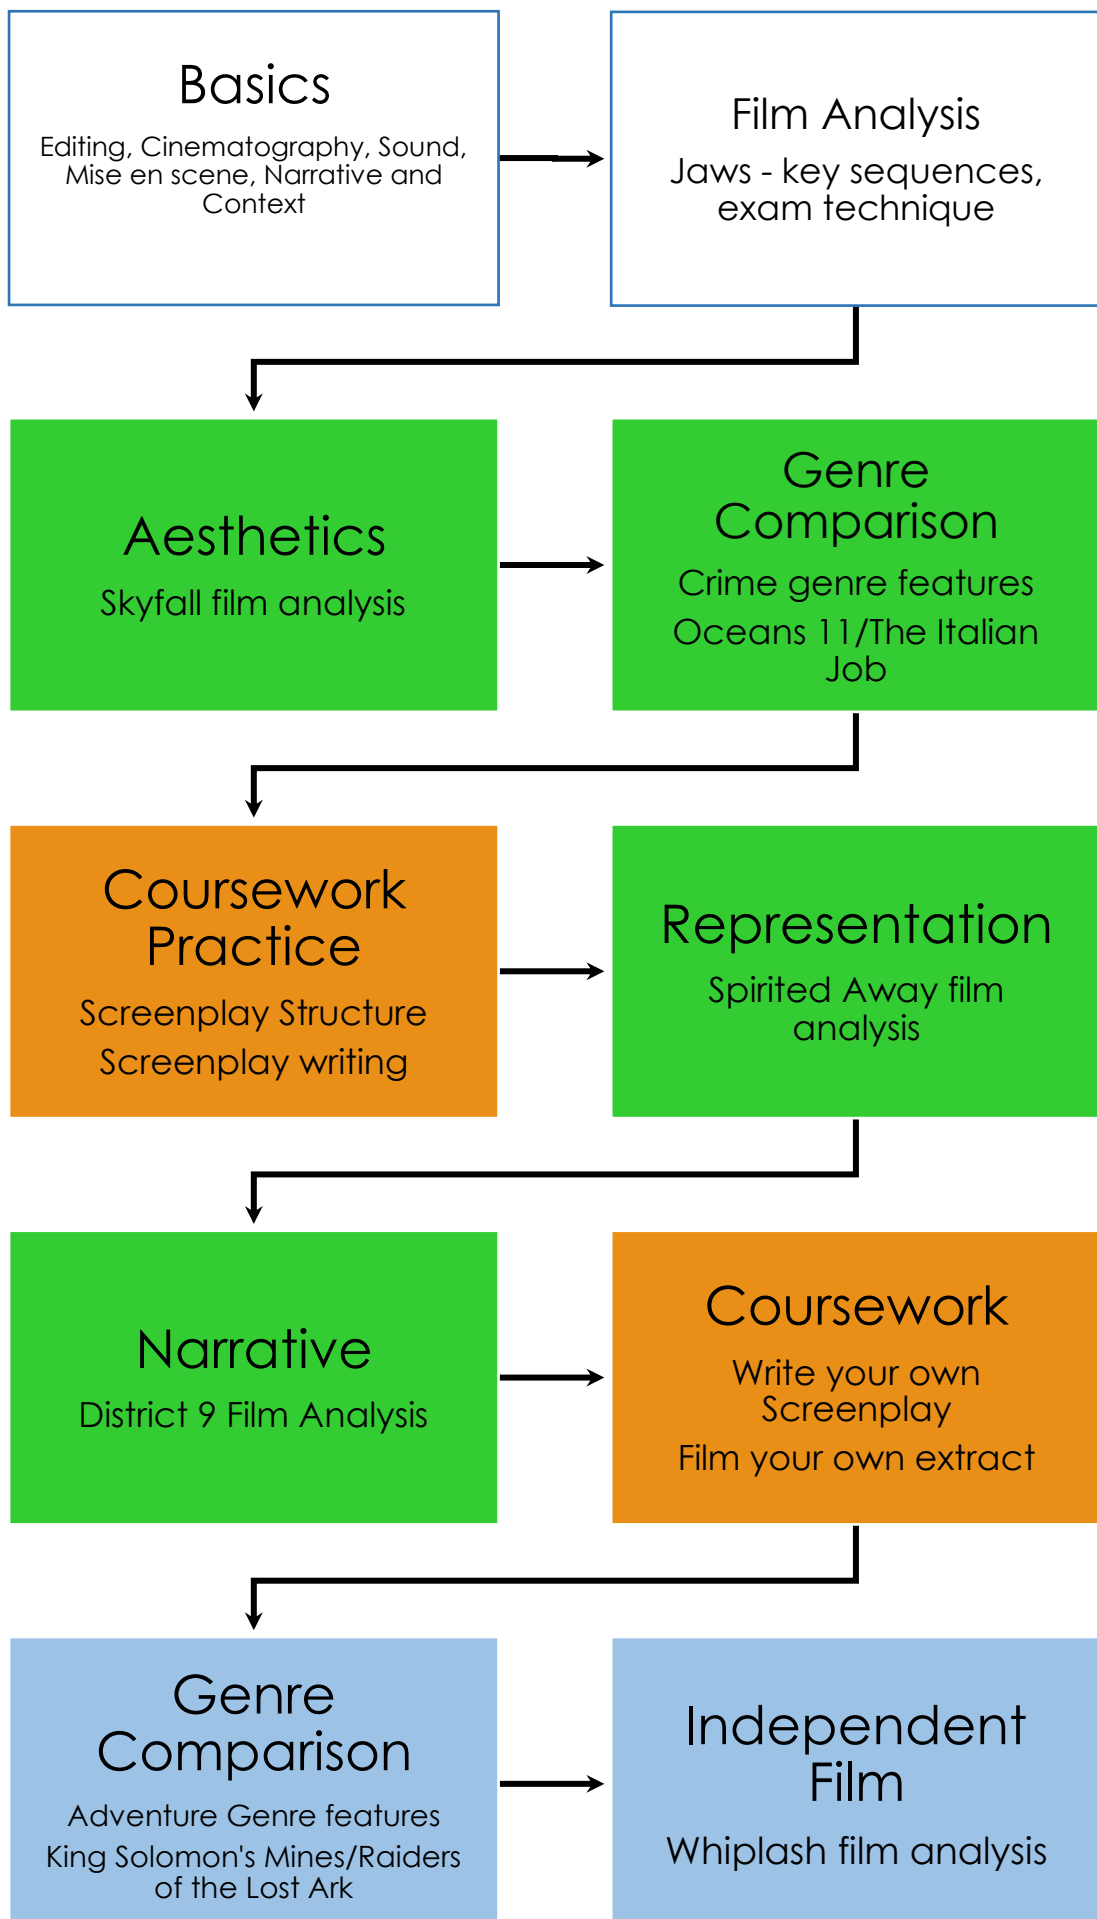 Basics
Editing, Cinematography, Sound,
Mise en scene, Narrative and
Context
Film Analysis
Jaws - key sequences,
exam technique
Aesthetics
Skyfall film analysis
Genre
Comparison
Crime genre features
Oceans 11/The Italian
Job
Coursework
Practice
Screenplay Structure
Screenplay writing
Representation
Spirited Away film
analysis
Narrative
District 9 Film Analysis
Coursework
Write your own
Screenplay
Film your own extract
Genre
Comparison
Adventure Genre features
King Solomon's Mines/Raiders
of the Lost Ark
Independent
Film
Whiplash film analysis